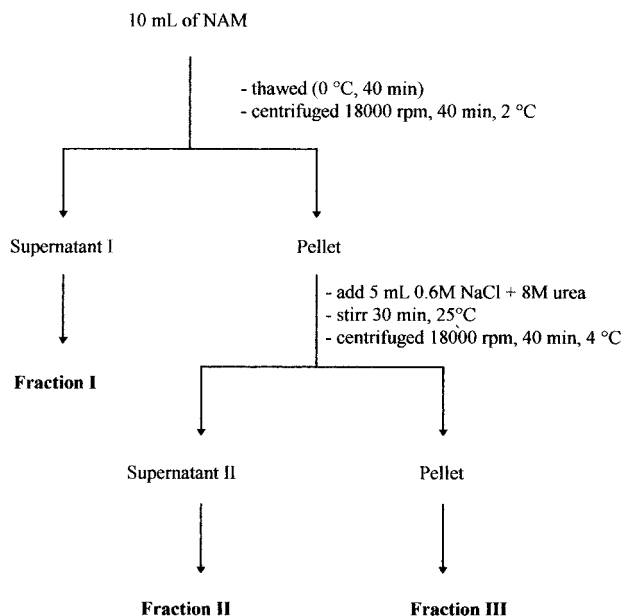 10 mL of NAM
- thawed (0 °C, 40 min)
- centrifuged 18000 rpm, 40 min, 2 °C
Supernatant I
Pellet
- add 5 mL 0.6M NaCl + 8M urea
- stirr 30 min, 25°C
- centrifuged 18000 rpm, 40 min, 4 °C
Fraction I
Supernatant II
Pellet
Fraction II
Fraction III